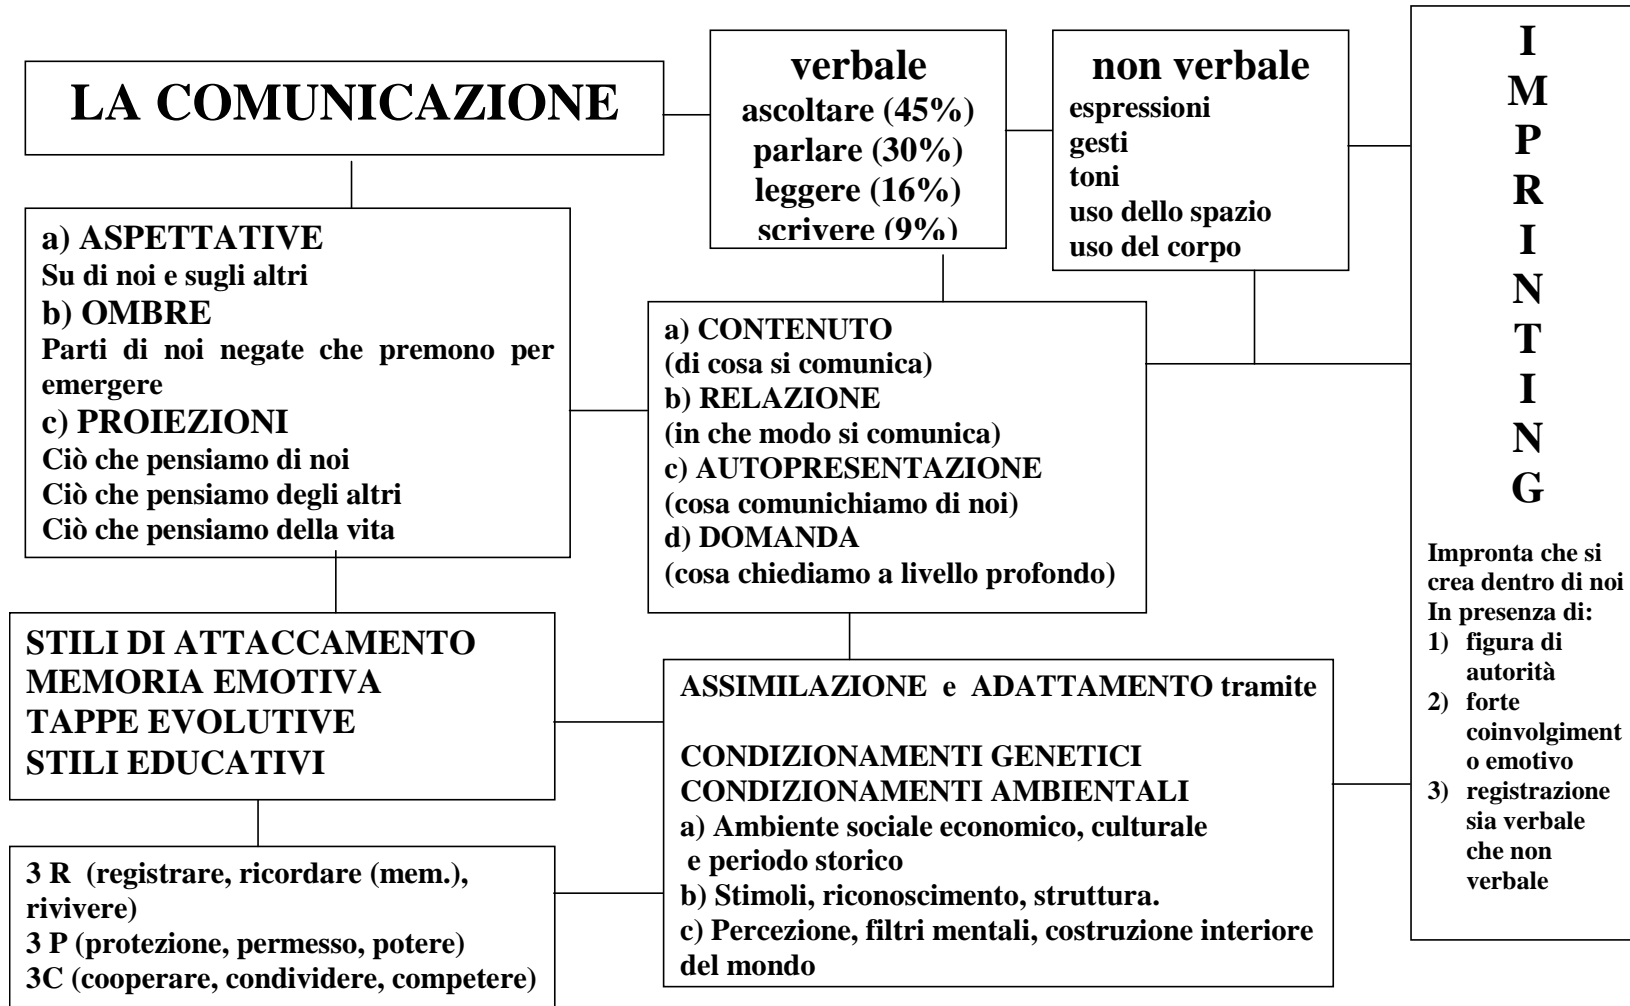 LA COMUNICAZIONE
verbale
ascoltare (45%)
parlare (30%)
leggere (16%)
scrivere (9%)
non verbale
espressioni
gesti
toni
uso dello spazio
uso del corpo
a) ASPETTATIVE
Su di noi e sugli altri
b) OMBRE
Parti di noi negate che premono per
emergere
c) PROIEZIONI
Ciò che pensiamo di noi
Ciò che pensiamo degli altri
Ciò che pensiamo della vita
a) CONTENUTO
(di cosa si comunica)
b) RELAZIONE
(in che modo si comunica)
c) AUTOPRESENTAZIONE
(cosa comunichiamo di noi)
d) DOMANDA
(cosa chiediamo a livello profondo)
STILI DI ATTACCAMENTO
MEMORIA EMOTIVA
TAPPE EVOLUTIVE
STILI EDUCATIVI
ASSIMILAZIONE e ADATTAMENTO tramite
CONDIZIONAMENTI GENETICI
CONDIZIONAMENTI AMBIENTALI
a) Ambiente sociale economico, culturale
e periodo storico
b) Stimoli, riconoscimento, struttura.
c) Percezione, filtri mentali, costruzione interiore
del mondo
3 R (registrare, ricordare (mem.),
rivivere)
3 P (protezione, permesso, potere)
3C (cooperare, condividere, competere)
I
M
P
R
I
N
T
I
N
G
Impronta che si
crea dentro di noi
In presenza di:
1) figura di
autorità
2) forte
coinvolgiment
o emotivo
3) registrazione
sia verbale
che non
verbale